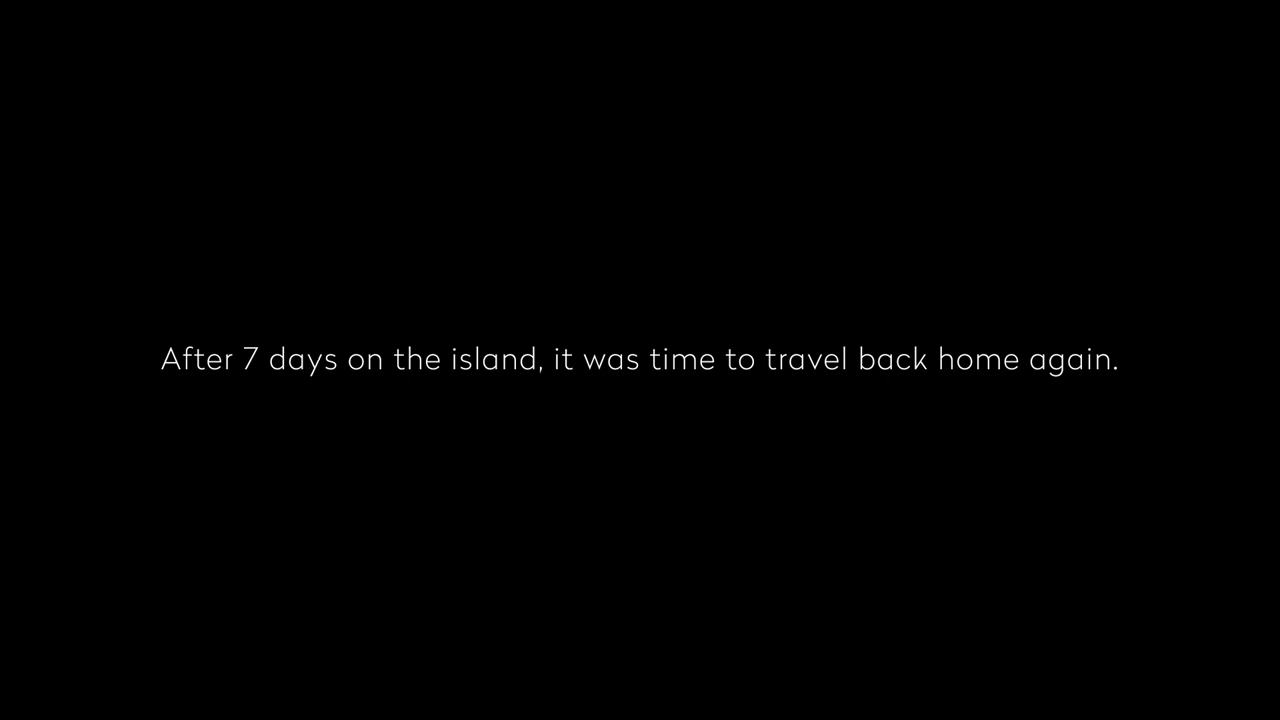 After 7 days on the island, it was time to travel back home again.